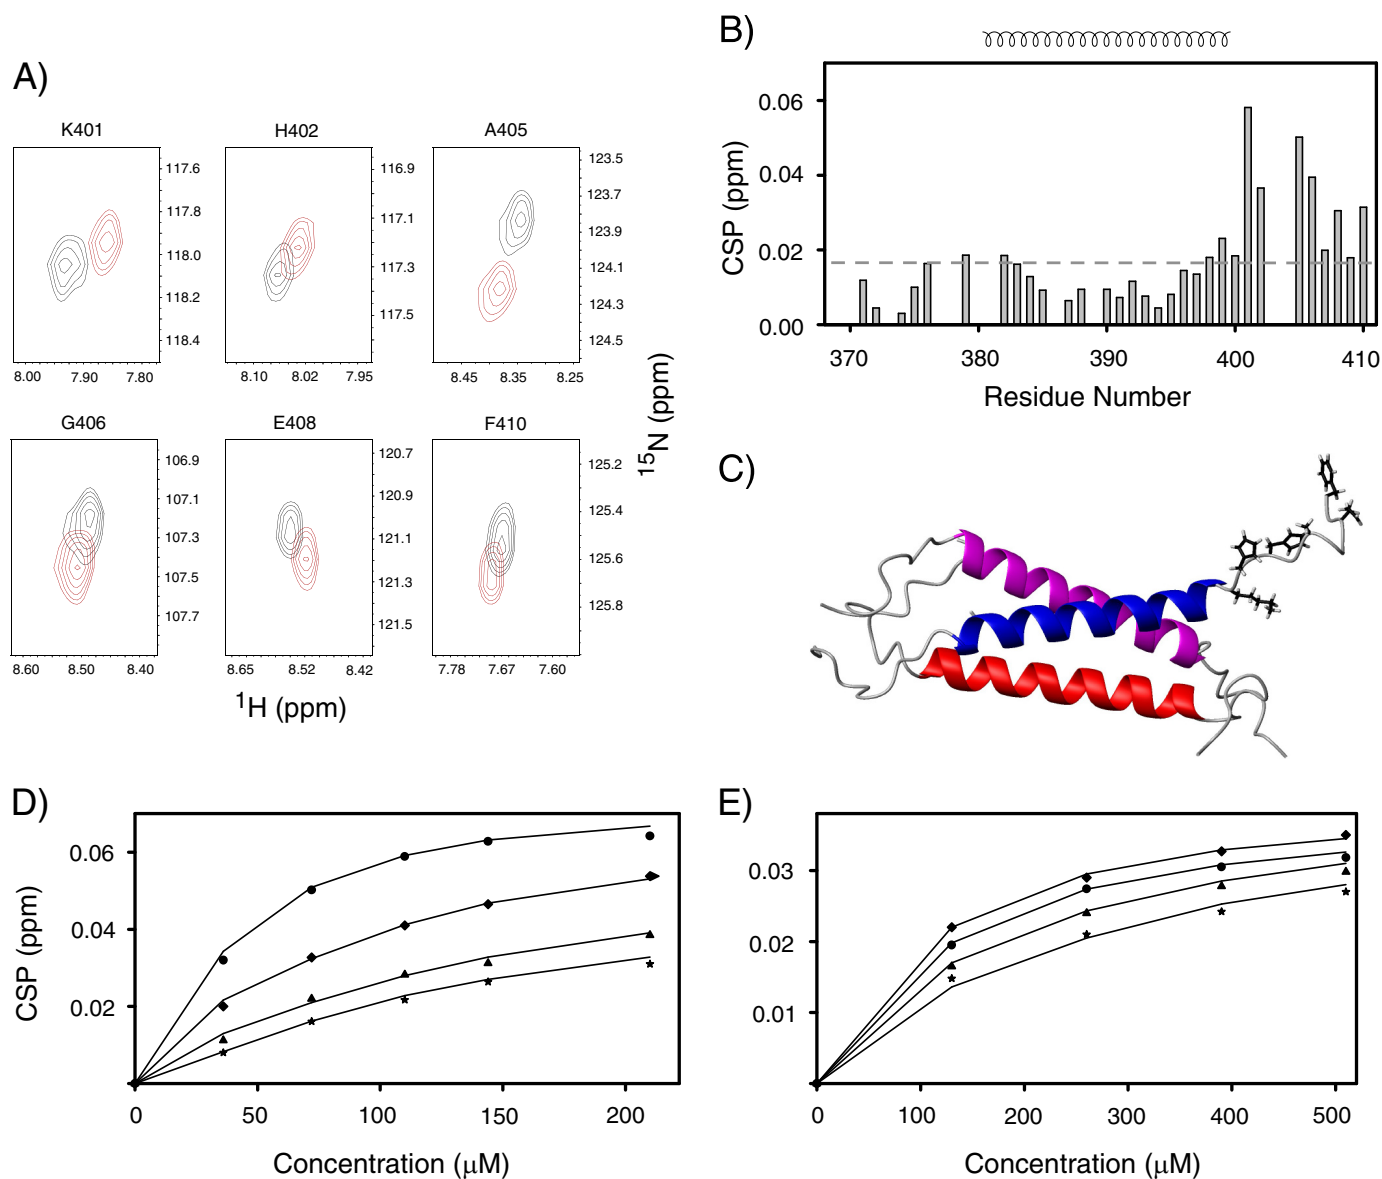 A)
K401
117.6
117.8
118.0
118.2
118.4
8.00 7.90 7.80
H402
116.9
117.1
117.3
117.5
8.10 8.02 7.95
A405
123.5
123.7
123.9
124.1
124.3
124.5
8.45 8.35 8.25
G406
106.9
107.1
107.3
107.5
107.7
8.60 8.50 8.40
E408
120.7
120.9
121.1
121.3
121.5
8.65 8.52 8.42
F410
125.2
125.4
125.6
125.8
7.78 7.67 7.60
15N (ppm)
1H (ppm)
B)
CSP (ppm)
0.06
0.04
0.02
0.00
370 380 390 400 410
Residue Number
C)
D)
CSP (ppm)
0.06
0.04
0.02
0 50 100 150 200
Concentration (μM)
E)
0.03
0.02
0.01
0 100 200 300 400 500
Concentration (μM)